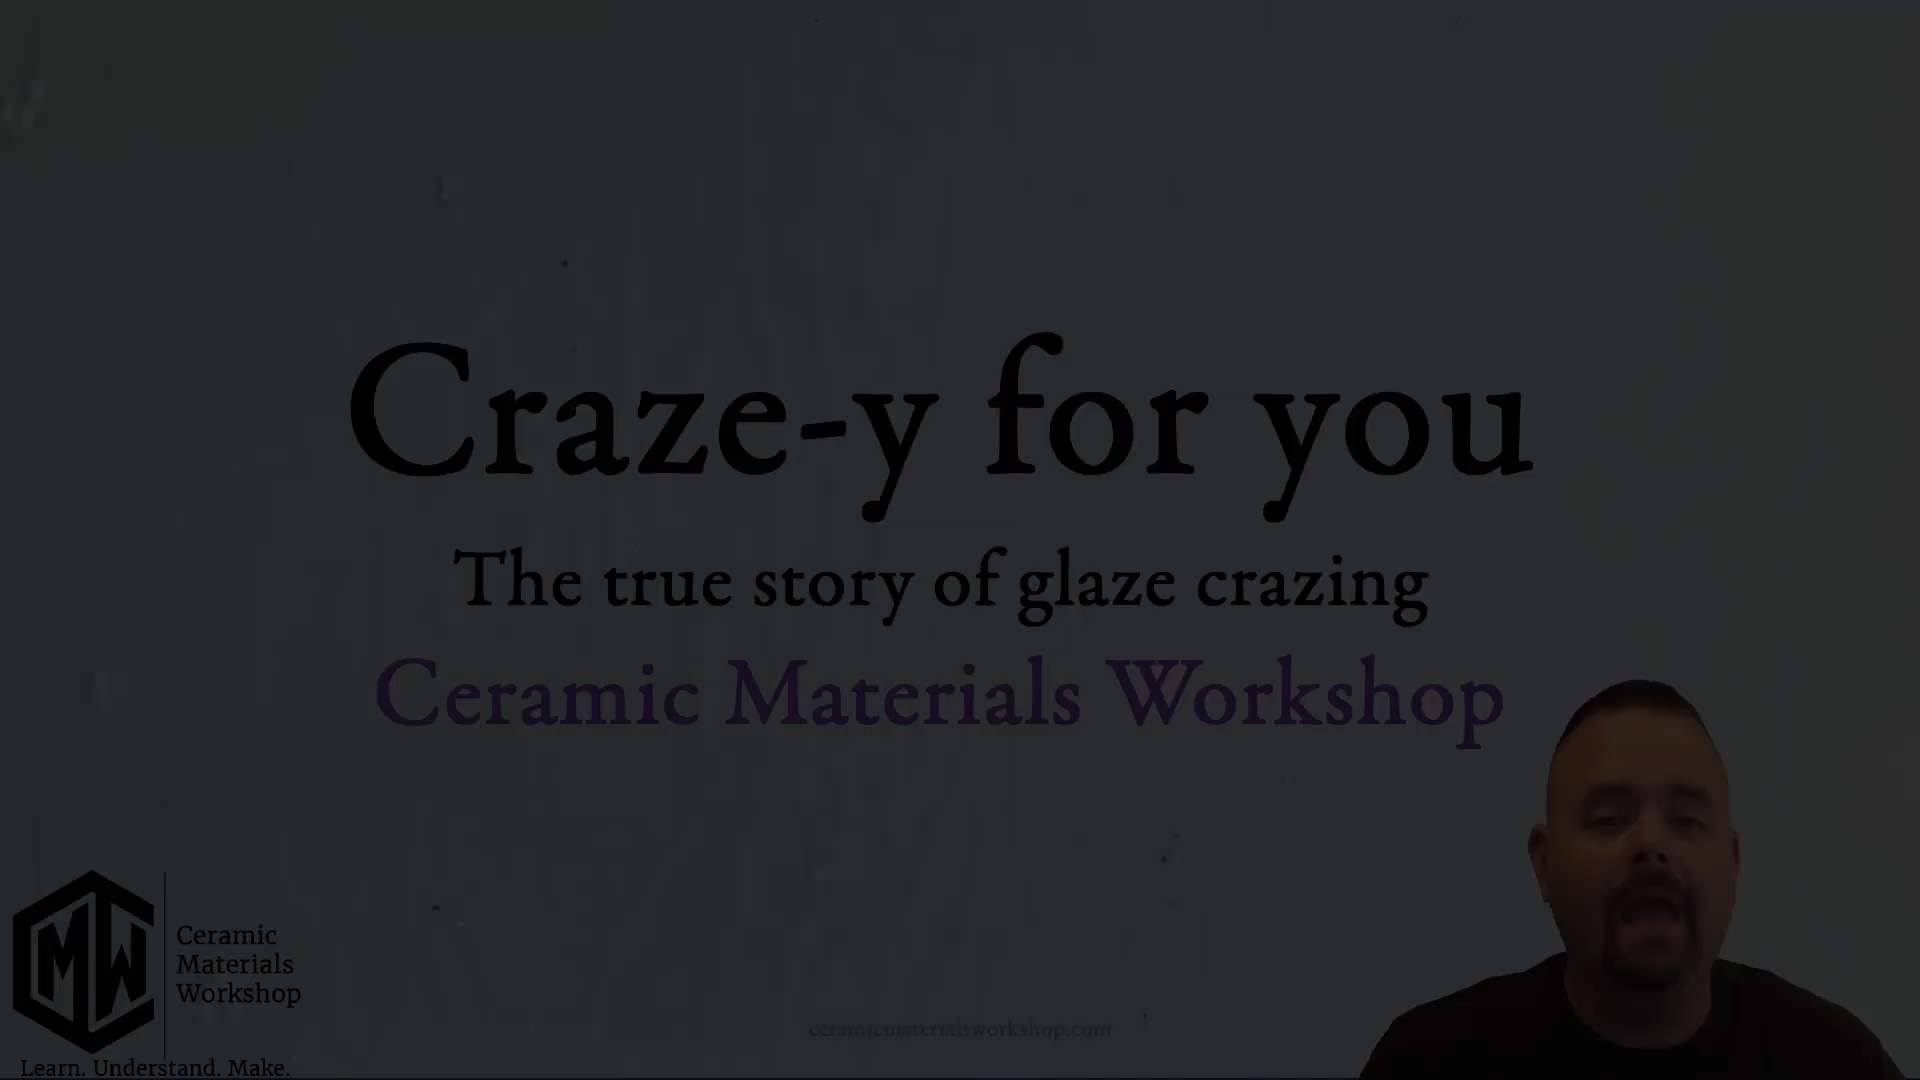 Craze-y for you
The true story of glaze crazing
Ceramic Materials Workshop
CMW
Ceramic
Materials
Workshop
Learn. Understand. Make.
ceramicmaterialsworkshop.com